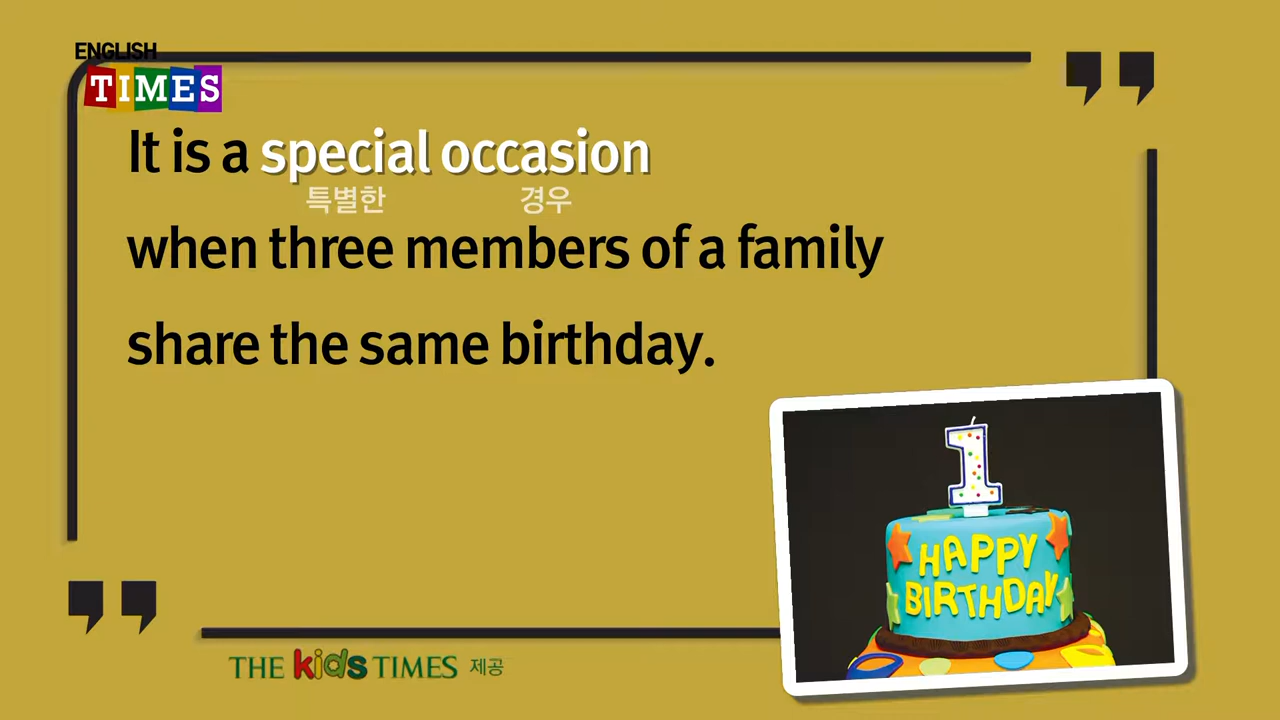 ENGLISH
TIMES
It is a special occasion
특별한 경우
when three members of a family
share the same birthday.
1
HAPPY
BIRTHDAY
THE kids TIMES 제공